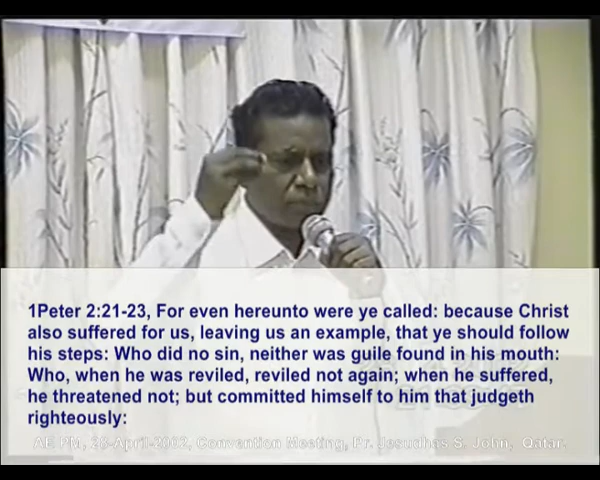 1Peter 2:21-23, For even hereunto were ye called: because Christ
also suffered for us, leaving us an example, that ye should follow
his steps: Who did no sin, neither was guile found in his mouth:
Who, when he was reviled, reviled not again; when he suffered,
he threatened not; but committed himself to him that judgeth
righteously:
AE PM, 28-April-2002, Convention Meeting, Pr. Jesudhas S. John, Qatar.